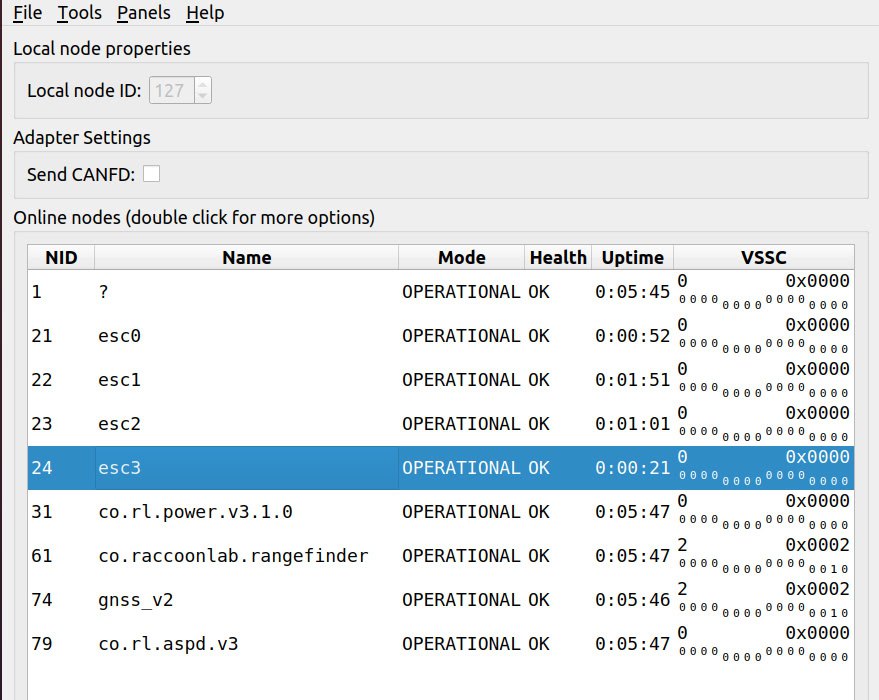 File Tools Panels Help
Local node properties
Local node ID: 127
Adapter Settings
Send CANFD:
Online nodes (double click for more options)
NID Name Mode Health Uptime VSSC
1 ? OPERATIONAL OK 0:05:45 0 0x0000
0000 0000 0000 0000
21 esc0 OPERATIONAL OK 0:00:52 0 0x0000
0000 0000 0000 0000
22 esc1 OPERATIONAL OK 0:01:51 0 0x0000
0000 0000 0000 0000
23 esc2 OPERATIONAL OK 0:01:01 0 0x0000
0000 0000 0000 0000
24 esc3 OPERATIONAL OK 0:00:21 0 0x0000
0000 0000 0000 0000
31 co.rl.power.v3.1.0 OPERATIONAL OK 0:05:47 0 0x0000
0000 0000 0000 0000
61 co.raccoonlab.rangefinder OPERATIONAL OK 0:05:47 2 0x0002
0000 0000 0000 0010
74 gnss_v2 OPERATIONAL OK 0:05:46 2 0x0002
0000 0000 0000 0010
79 co.rl.aspd.v3 OPERATIONAL OK 0:05:47 0 0x0000
0000 0000 0000 0000